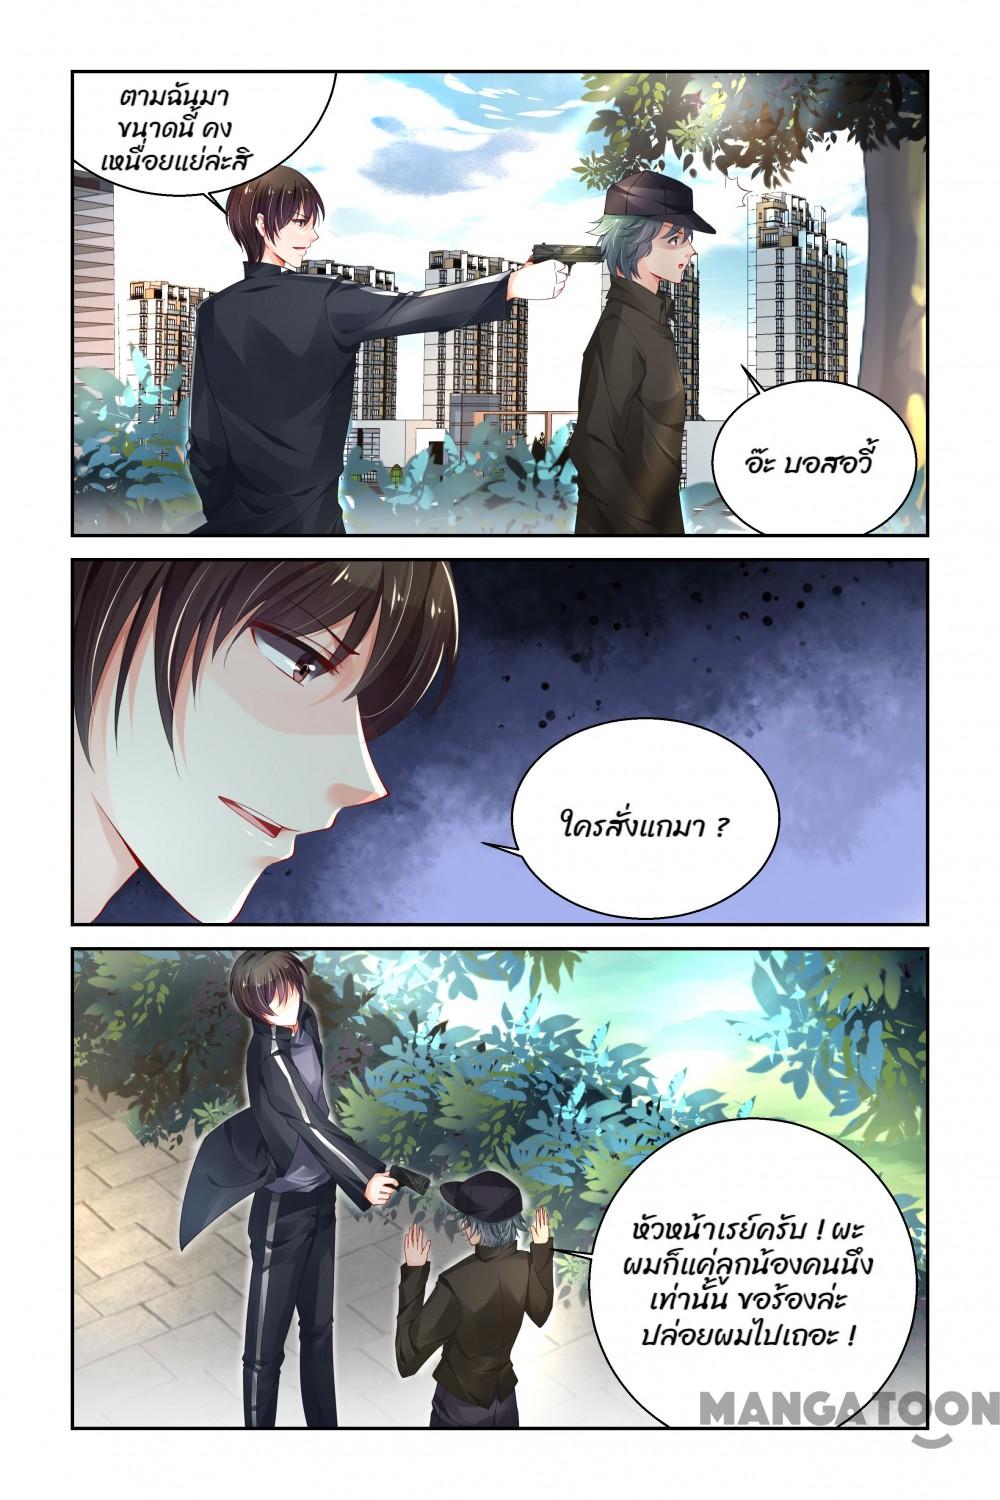 ตามฉันมา
ขนาดนี้ คง
เหนื่อยแย่ล่ะสิ
อ๊ะ บอสอวี้
ใครสั่งแกมา ?
หัวหน้าเรย์ครับ ! ผะ
ผมก็แค่ลูกน้องคนนึง
เท่านั้น ขอร้องล่ะ
ปล่อยผมไปเถอะ !
MANGATOON